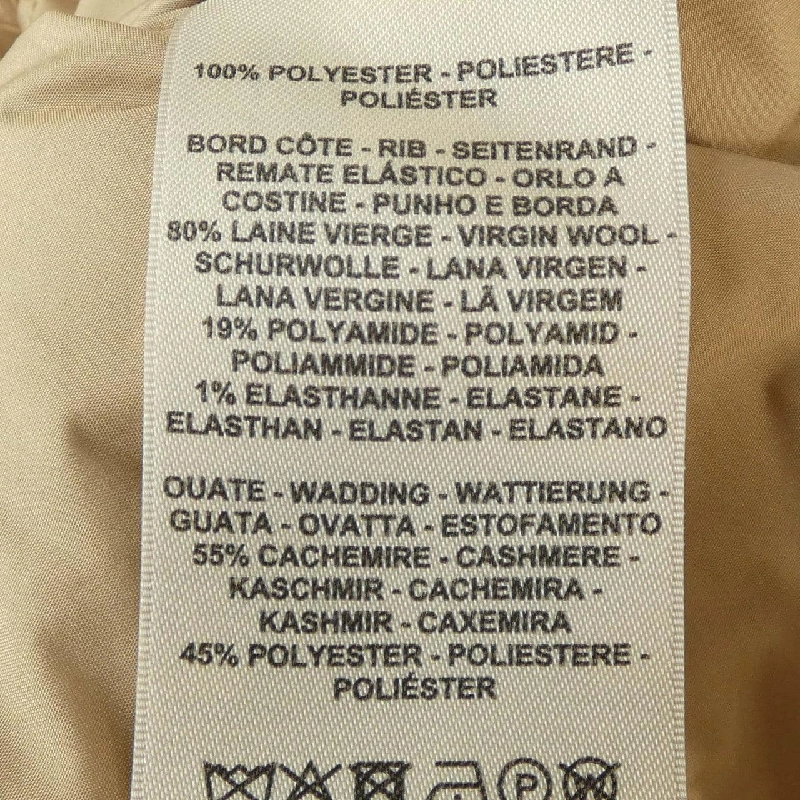 100% POLYESTER - POLIESTERE -
POLIÉSTER
BORD CÔTE - RIB - SEITENRAND -
REMATE ELÁSTICO - ORLO A
COSTINE - PUNHO E BORDA
80% LAINE VIERGE - VIRGIN WOOL -
SCHURWOLLE - LANA VIRGEN -
LANA VERGINE - LÃ VIRGEM
19% POLYAMIDE - POLYAMID -
POLIAMMIDE - POLIAMIDA
1% ELASTHANNE - ELASTANE -
ELASTHAN - ELASTAN - ELASTANO
OUATE - WADDING - WATTIERUNG -
GUATA - OVATTA - ESTOFAMENTO
55% CACHEMIRE - CASHMERE -
KASCHMIR - CACHEMIRA -
KASHMIR - CAXEMIRA
45% POLYESTER - POLIESTERE -
POLIÉSTER
P